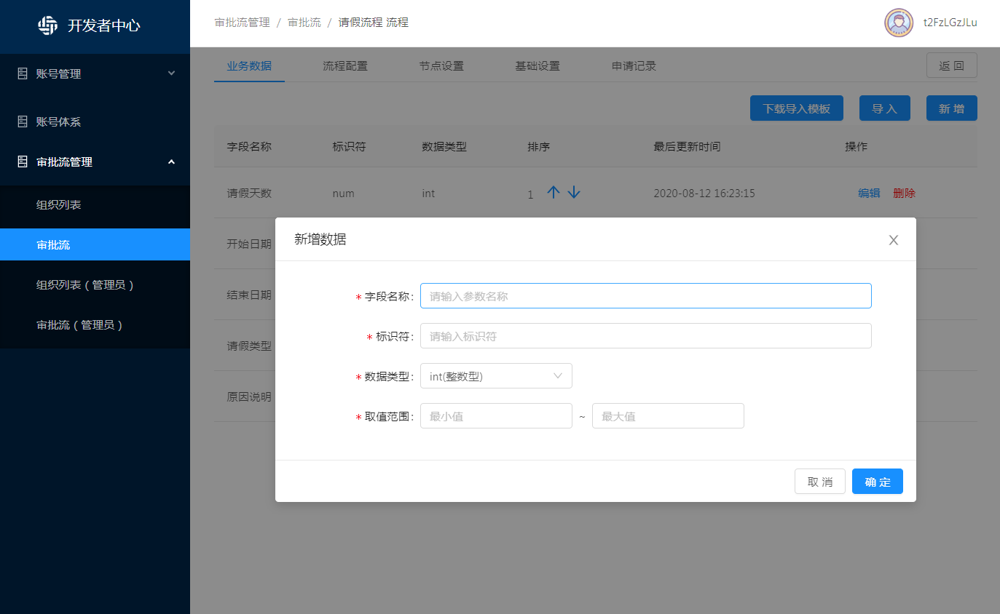 开发者中心
审批流管理 / 审批流 / 请假流程 流程
t2FzLGzJLu
账号管理
账号体系
审批流管理
组织列表
审批流
组织列表（管理员）
审批流（管理员）
业务数据 流程配置 节点设置 基础设置 申请记录 返 回
下载导入模板 导 入 新 增
字段名称 标识符 数据类型 排序 最后更新时间 操作
请假天数 num int 1 2020-08-12 16:23:15 编辑 删除
开始日期
结束日期
请假类型
原因说明
新增数据
* 字段名称: 请输入参数名称
* 标识符: 请输入标识符
* 数据类型: int(整数型)
* 取值范围: 最小值 ~ 最大值
取 消 确 定